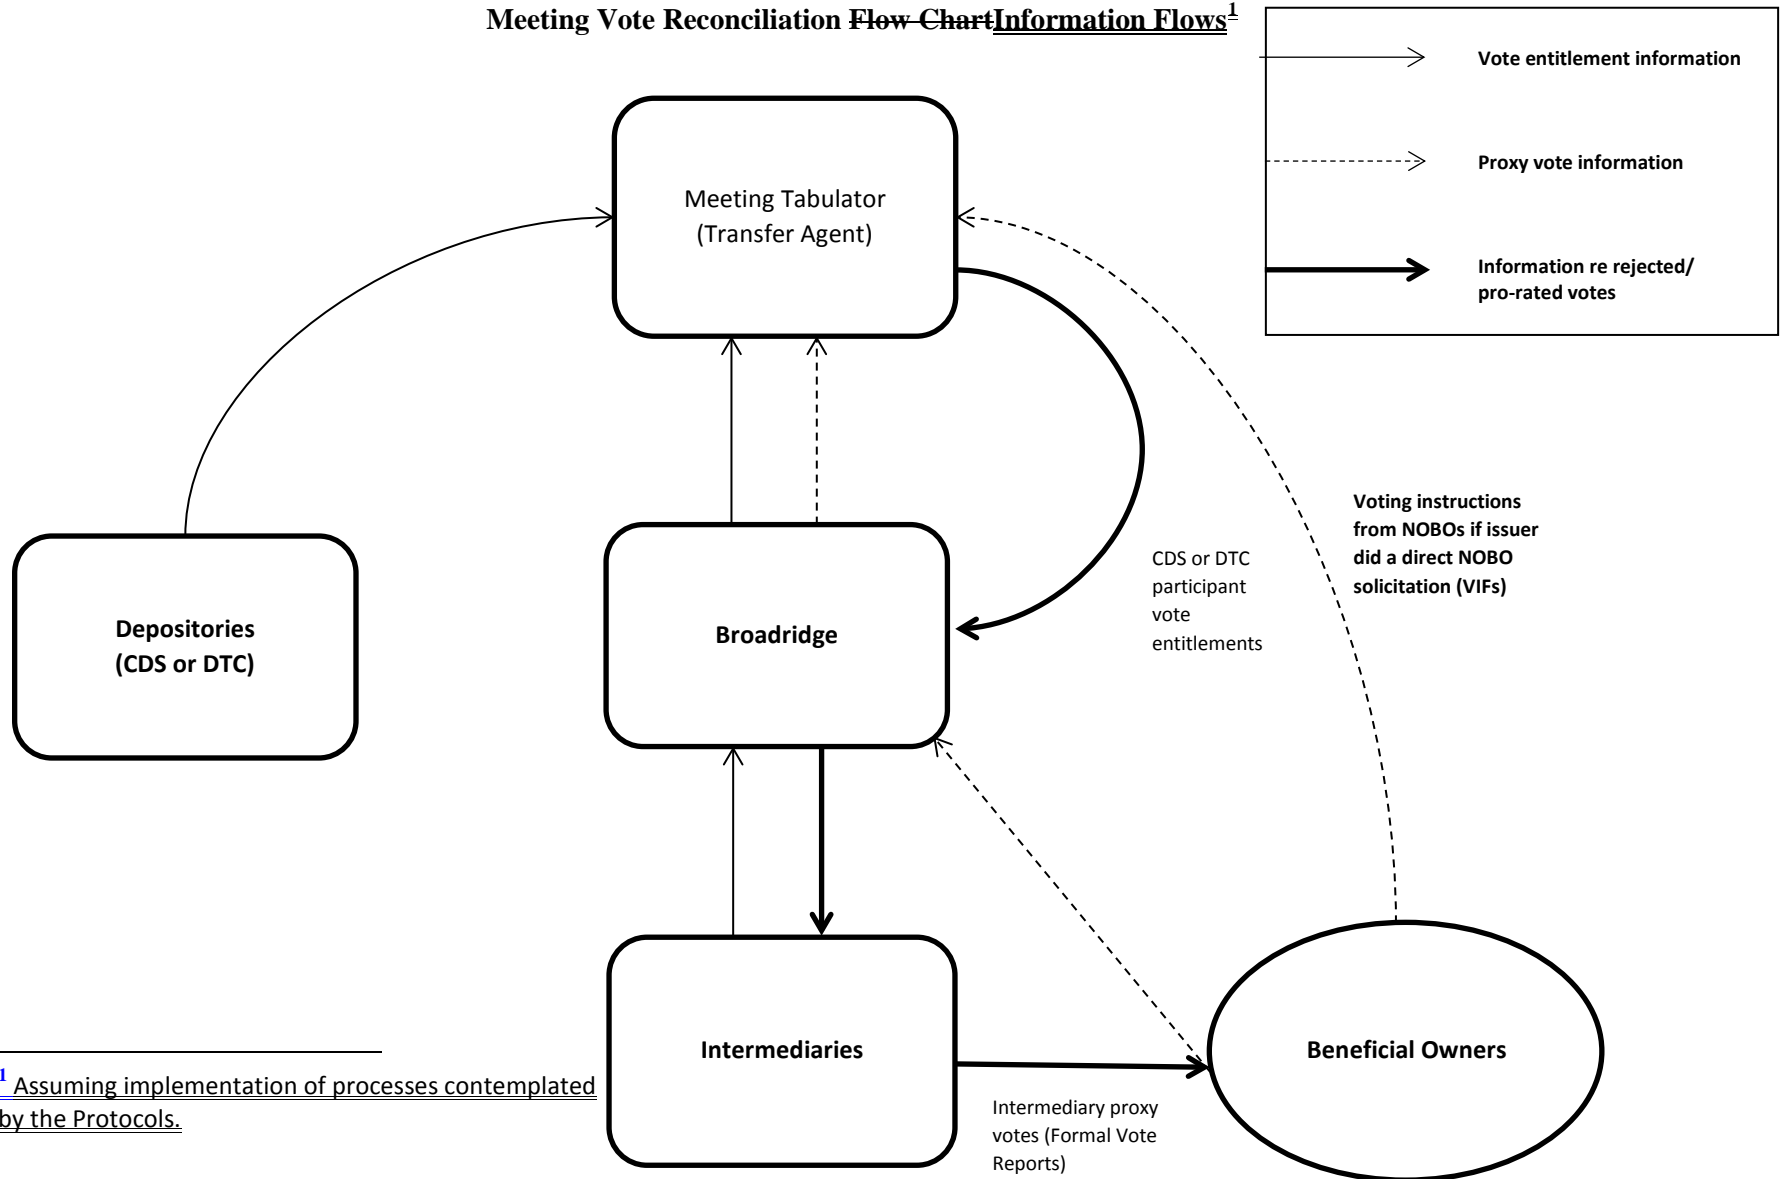 Meeting Vote Reconciliation Flow ChartInformation Flows1
Vote entitlement information
Proxy vote information
Information re rejected/
pro-rated votes
Meeting Tabulator
(Transfer Agent)
Voting instructions
from NOBOs if issuer
did a direct NOBO
solicitation (VIFs)
CDS or DTC
participant
vote
entitlements
Depositories
(CDS or DTC)
Broadridge
Intermediaries
Beneficial Owners
Intermediary proxy
votes (Formal Vote
Reports)
1 Assuming implementation of processes contemplated
by the Protocols.